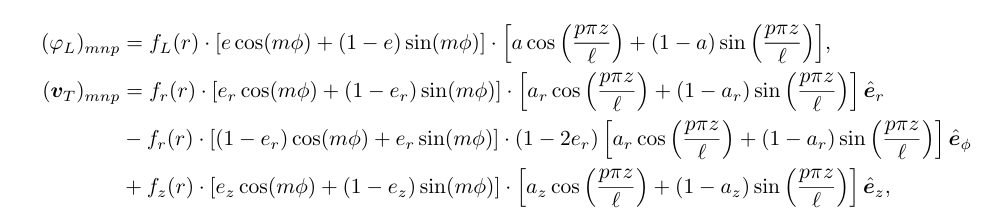 (φ_L)_{mnp} = f_L(r) · [e cos(mϕ) + (1 − e) sin(mϕ)] · [a cos(pπz/ℓ) + (1 − a) sin(pπz/ℓ)],
(v_T)_{mnp} = f_r(r) · [e_r cos(mϕ) + (1 − e_r) sin(mϕ)] · [a_r cos(pπz/ℓ) + (1 − a_r) sin(pπz/ℓ)] ê_r
− f_r(r) · [(1 − e_r) cos(mϕ) + e_r sin(mϕ)] · (1 − 2e_r) [a_r cos(pπz/ℓ) + (1 − a_r) sin(pπz/ℓ)] ê_ϕ
+ f_z(r) · [e_z cos(mϕ) + (1 − e_z) sin(mϕ)] · [a_z cos(pπz/ℓ) + (1 − a_z) sin(pπz/ℓ)] ê_z,